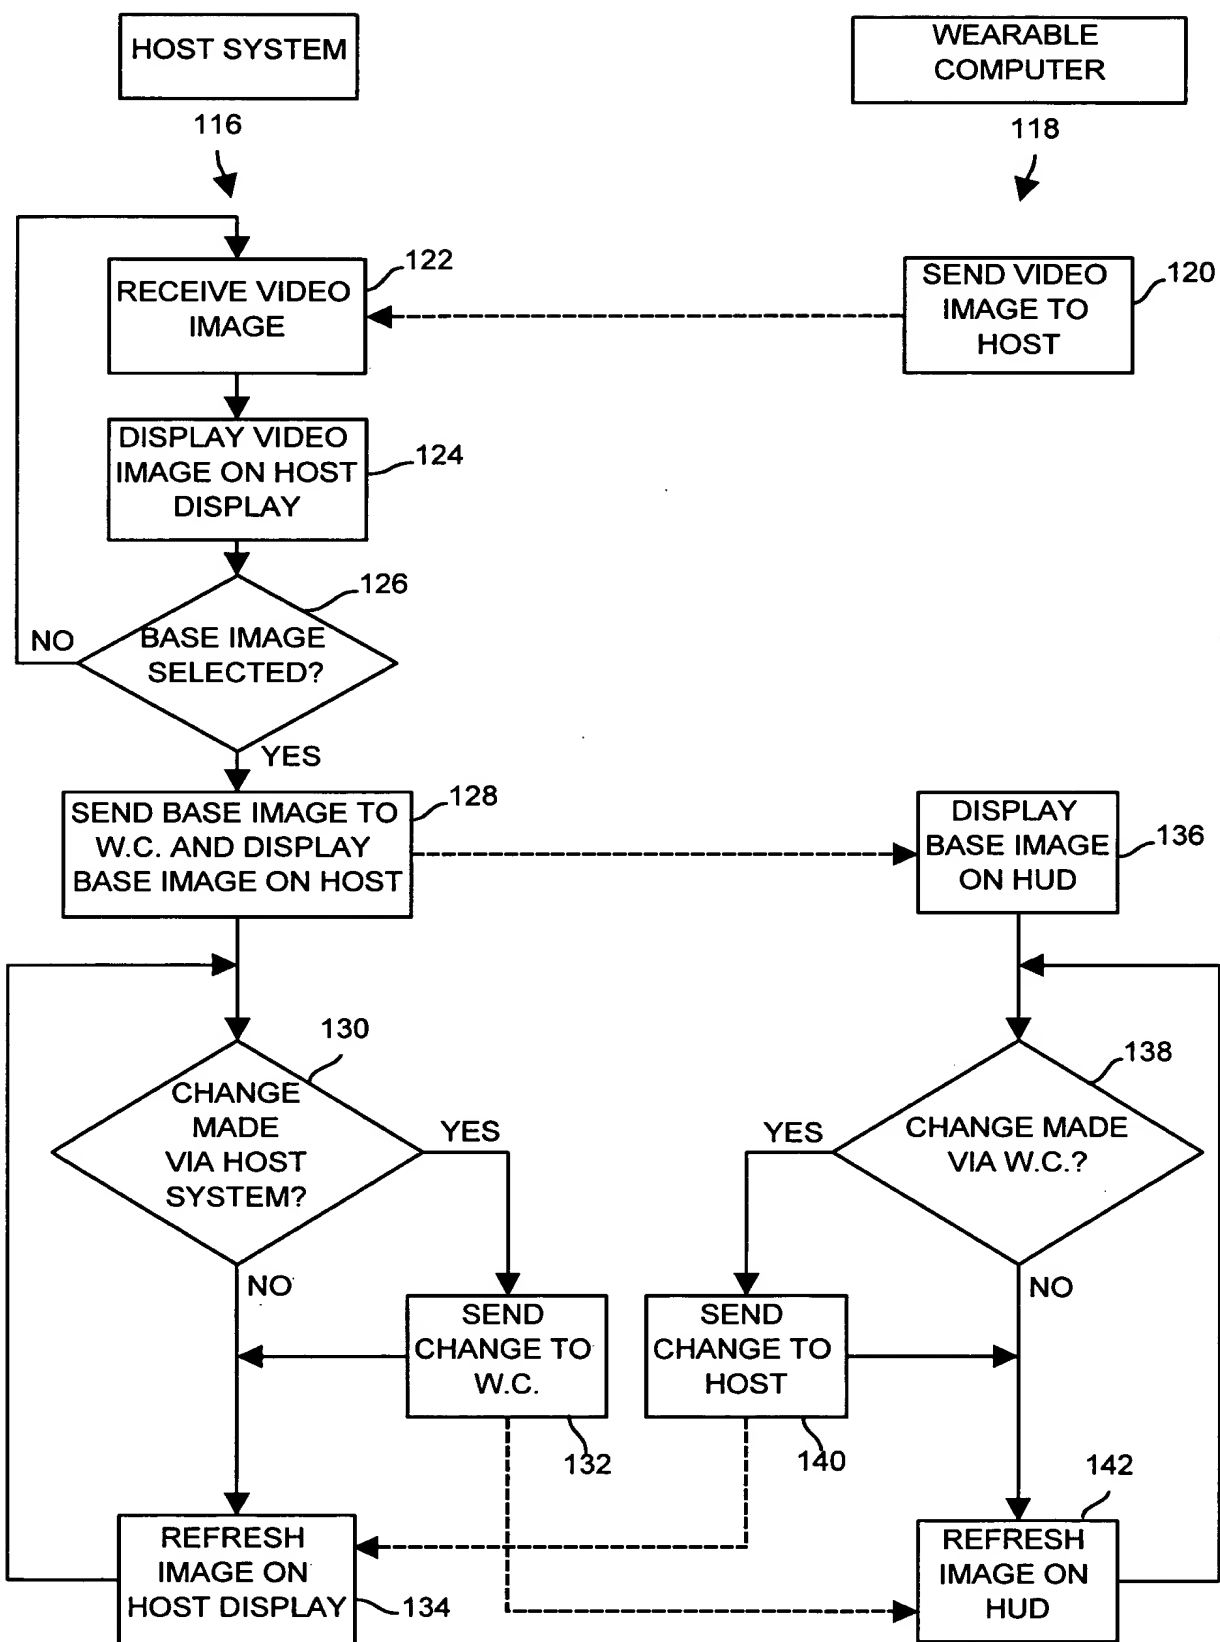 HOST SYSTEM
WEARABLE
COMPUTER
116
118
122
RECEIVE VIDEO
IMAGE
SEND VIDEO
IMAGE TO
HOST
120
DISPLAY VIDEO
IMAGE ON HOST
DISPLAY
124
126
BASE IMAGE
SELECTED?
NO
YES
SEND BASE IMAGE TO
W.C. AND DISPLAY
BASE IMAGE ON HOST
128
DISPLAY
BASE IMAGE
ON HUD
136
130
CHANGE
MADE
VIA HOST
SYSTEM?
YES
NO
138
CHANGE MADE
VIA W.C.?
YES
NO
SEND
CHANGE TO
W.C.
132
SEND
CHANGE TO
HOST
140
REFRESH
IMAGE ON
HOST DISPLAY
134
142
REFRESH
IMAGE ON
HUD